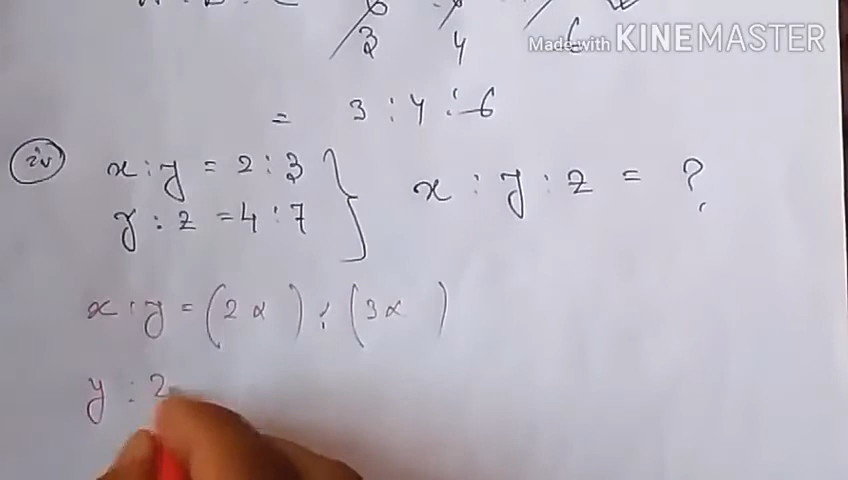 3 4 6
Made with KINEMASTER
= 3 : 4 : 6
iv x : y = 2 : 3
y : z = 4 : 7
x : y : z = ?
x : y = (2 α ) : (3 α )
y : z